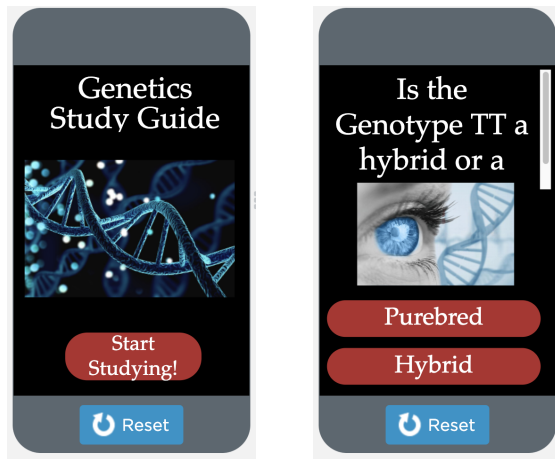 Genetics
Study Guide
Start
Studying!
Reset
Is the
Genotype TT a
hybrid or a
Purebred
Hybrid
Reset